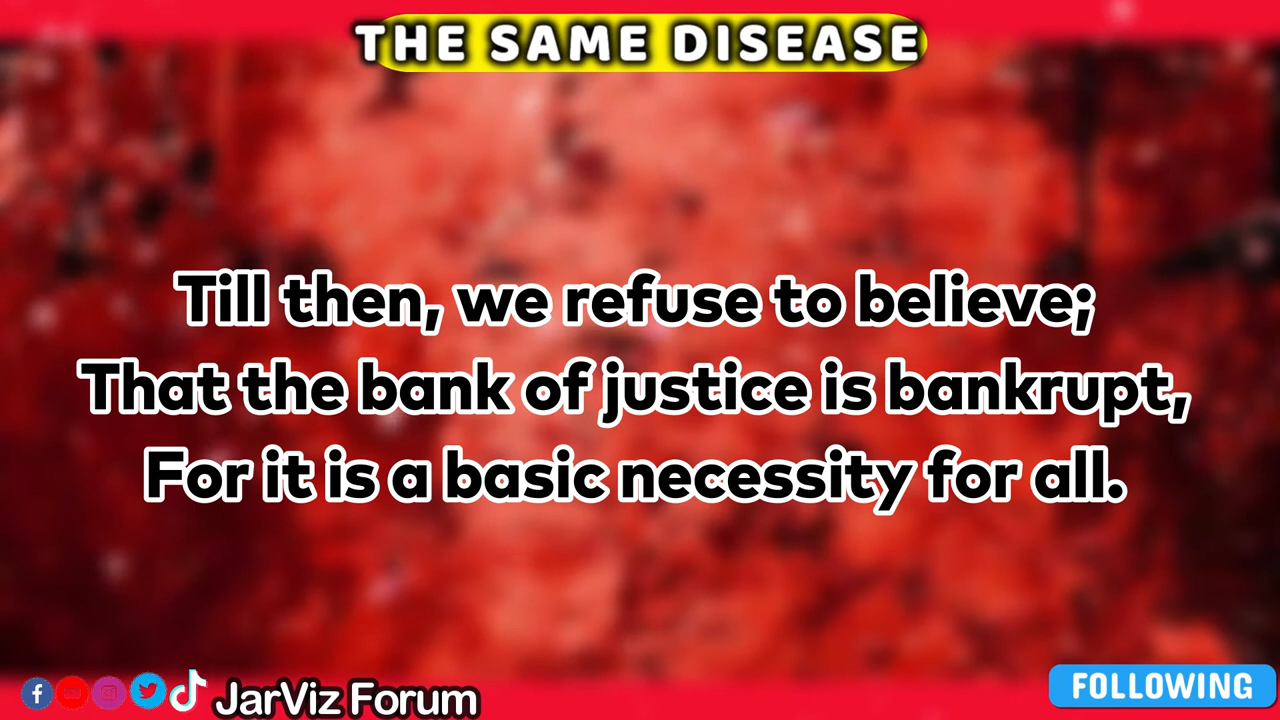 THE SAME DISEASE
Till then, we refuse to believe;
That the bank of justice is bankrupt,
For it is a basic necessity for all.
JarViz Forum
FOLLOWING